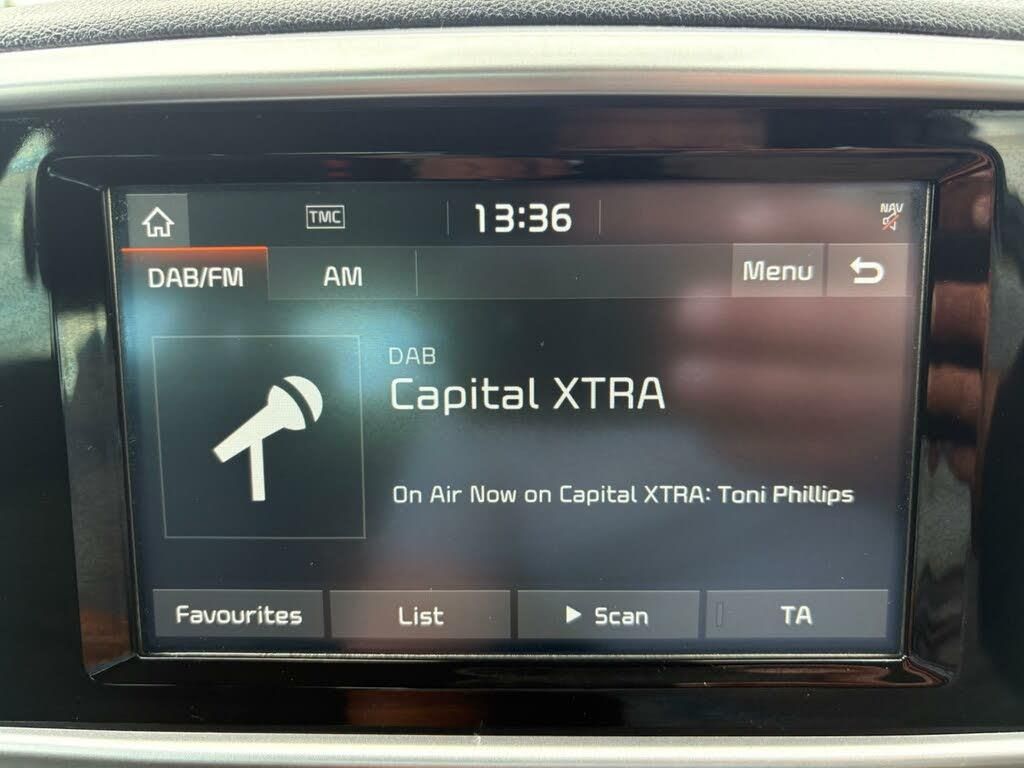 TMC
13:36
NAV
DAB/FM
AM
Menu
DAB
Capital XTRA
On Air Now on Capital XTRA: Toni Phillips
Favourites
List
Scan
TA